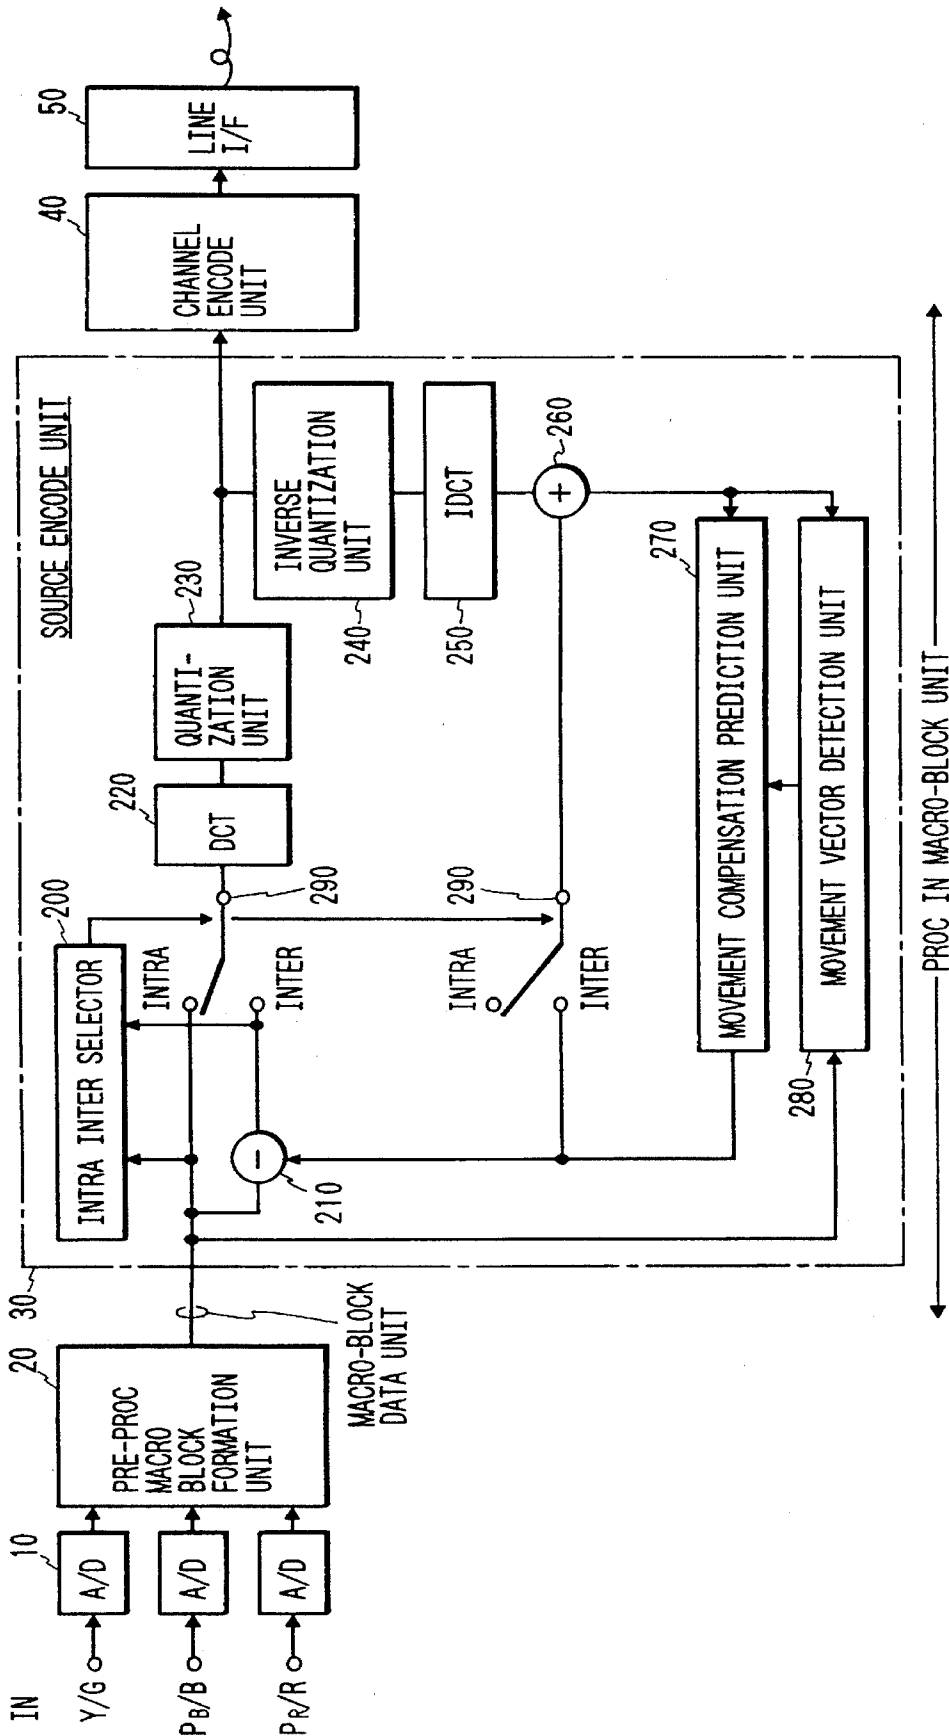 IN
Y/G
PB/B
PR/R
10
A/D
A/D
A/D
20
PRE-PROC
MACRO
BLOCK
FORMATION
UNIT
MACRO-BLOCK
DATA UNIT
30
SOURCE ENCODE UNIT
200
INTRA INTER SELECTOR
210
−
INTRA
INTER
290
220
DCT
230
QUANTI-
ZATION
UNIT
240
INVERSE
QUANTIZATION
UNIT
250
IDCT
260
+
INTRA
INTER
290
270
MOVEMENT COMPENSATION PREDICTION UNIT
280
MOVEMENT VECTOR DETECTION UNIT
40
CHANNEL
ENCODE
UNIT
50
LINE
I/F
PROC IN MACRO-BLOCK UNIT